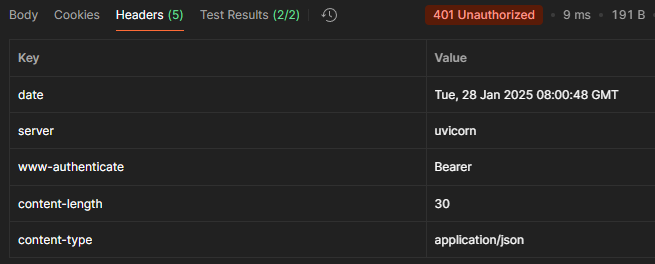 Body Cookies Headers (5) Test Results (2/2) 401 Unauthorized • 9 ms • 191 B
Key Value
date Tue, 28 Jan 2025 08:00:48 GMT
server uvicorn
www-authenticate Bearer
content-length 30
content-type application/json